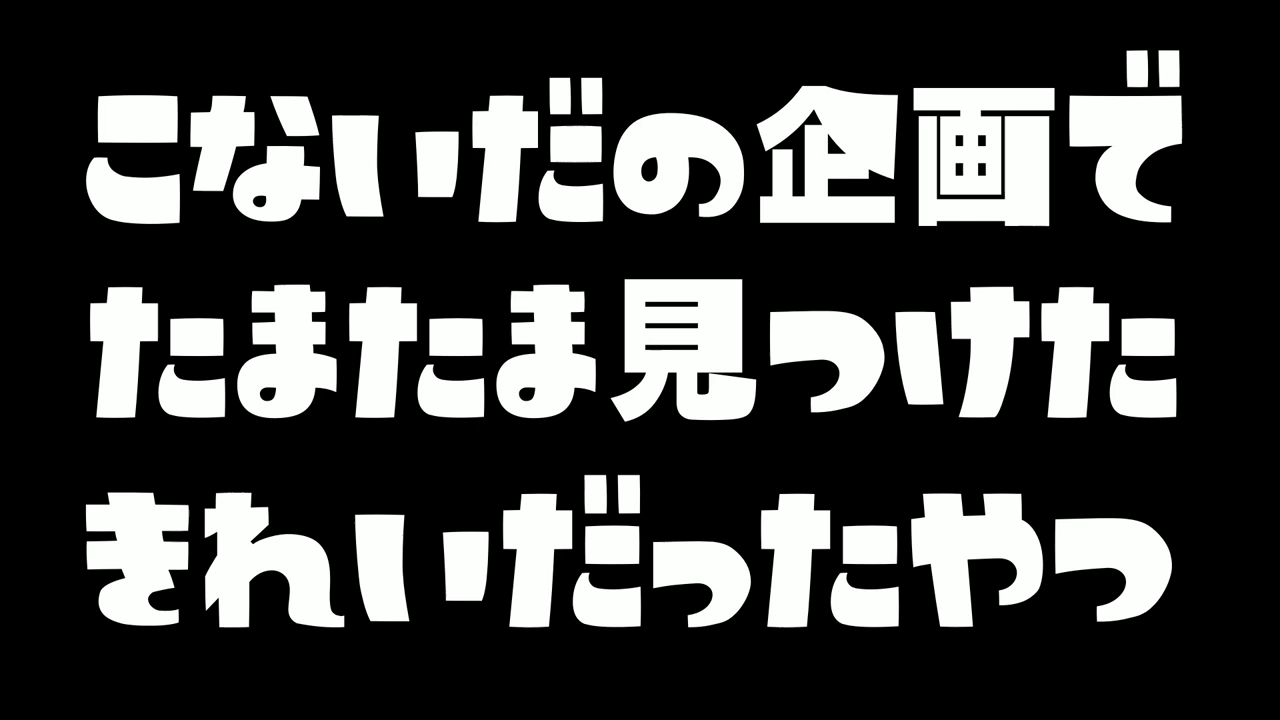 こないだの企画で
たまたま見つけた
きれいだったやつ